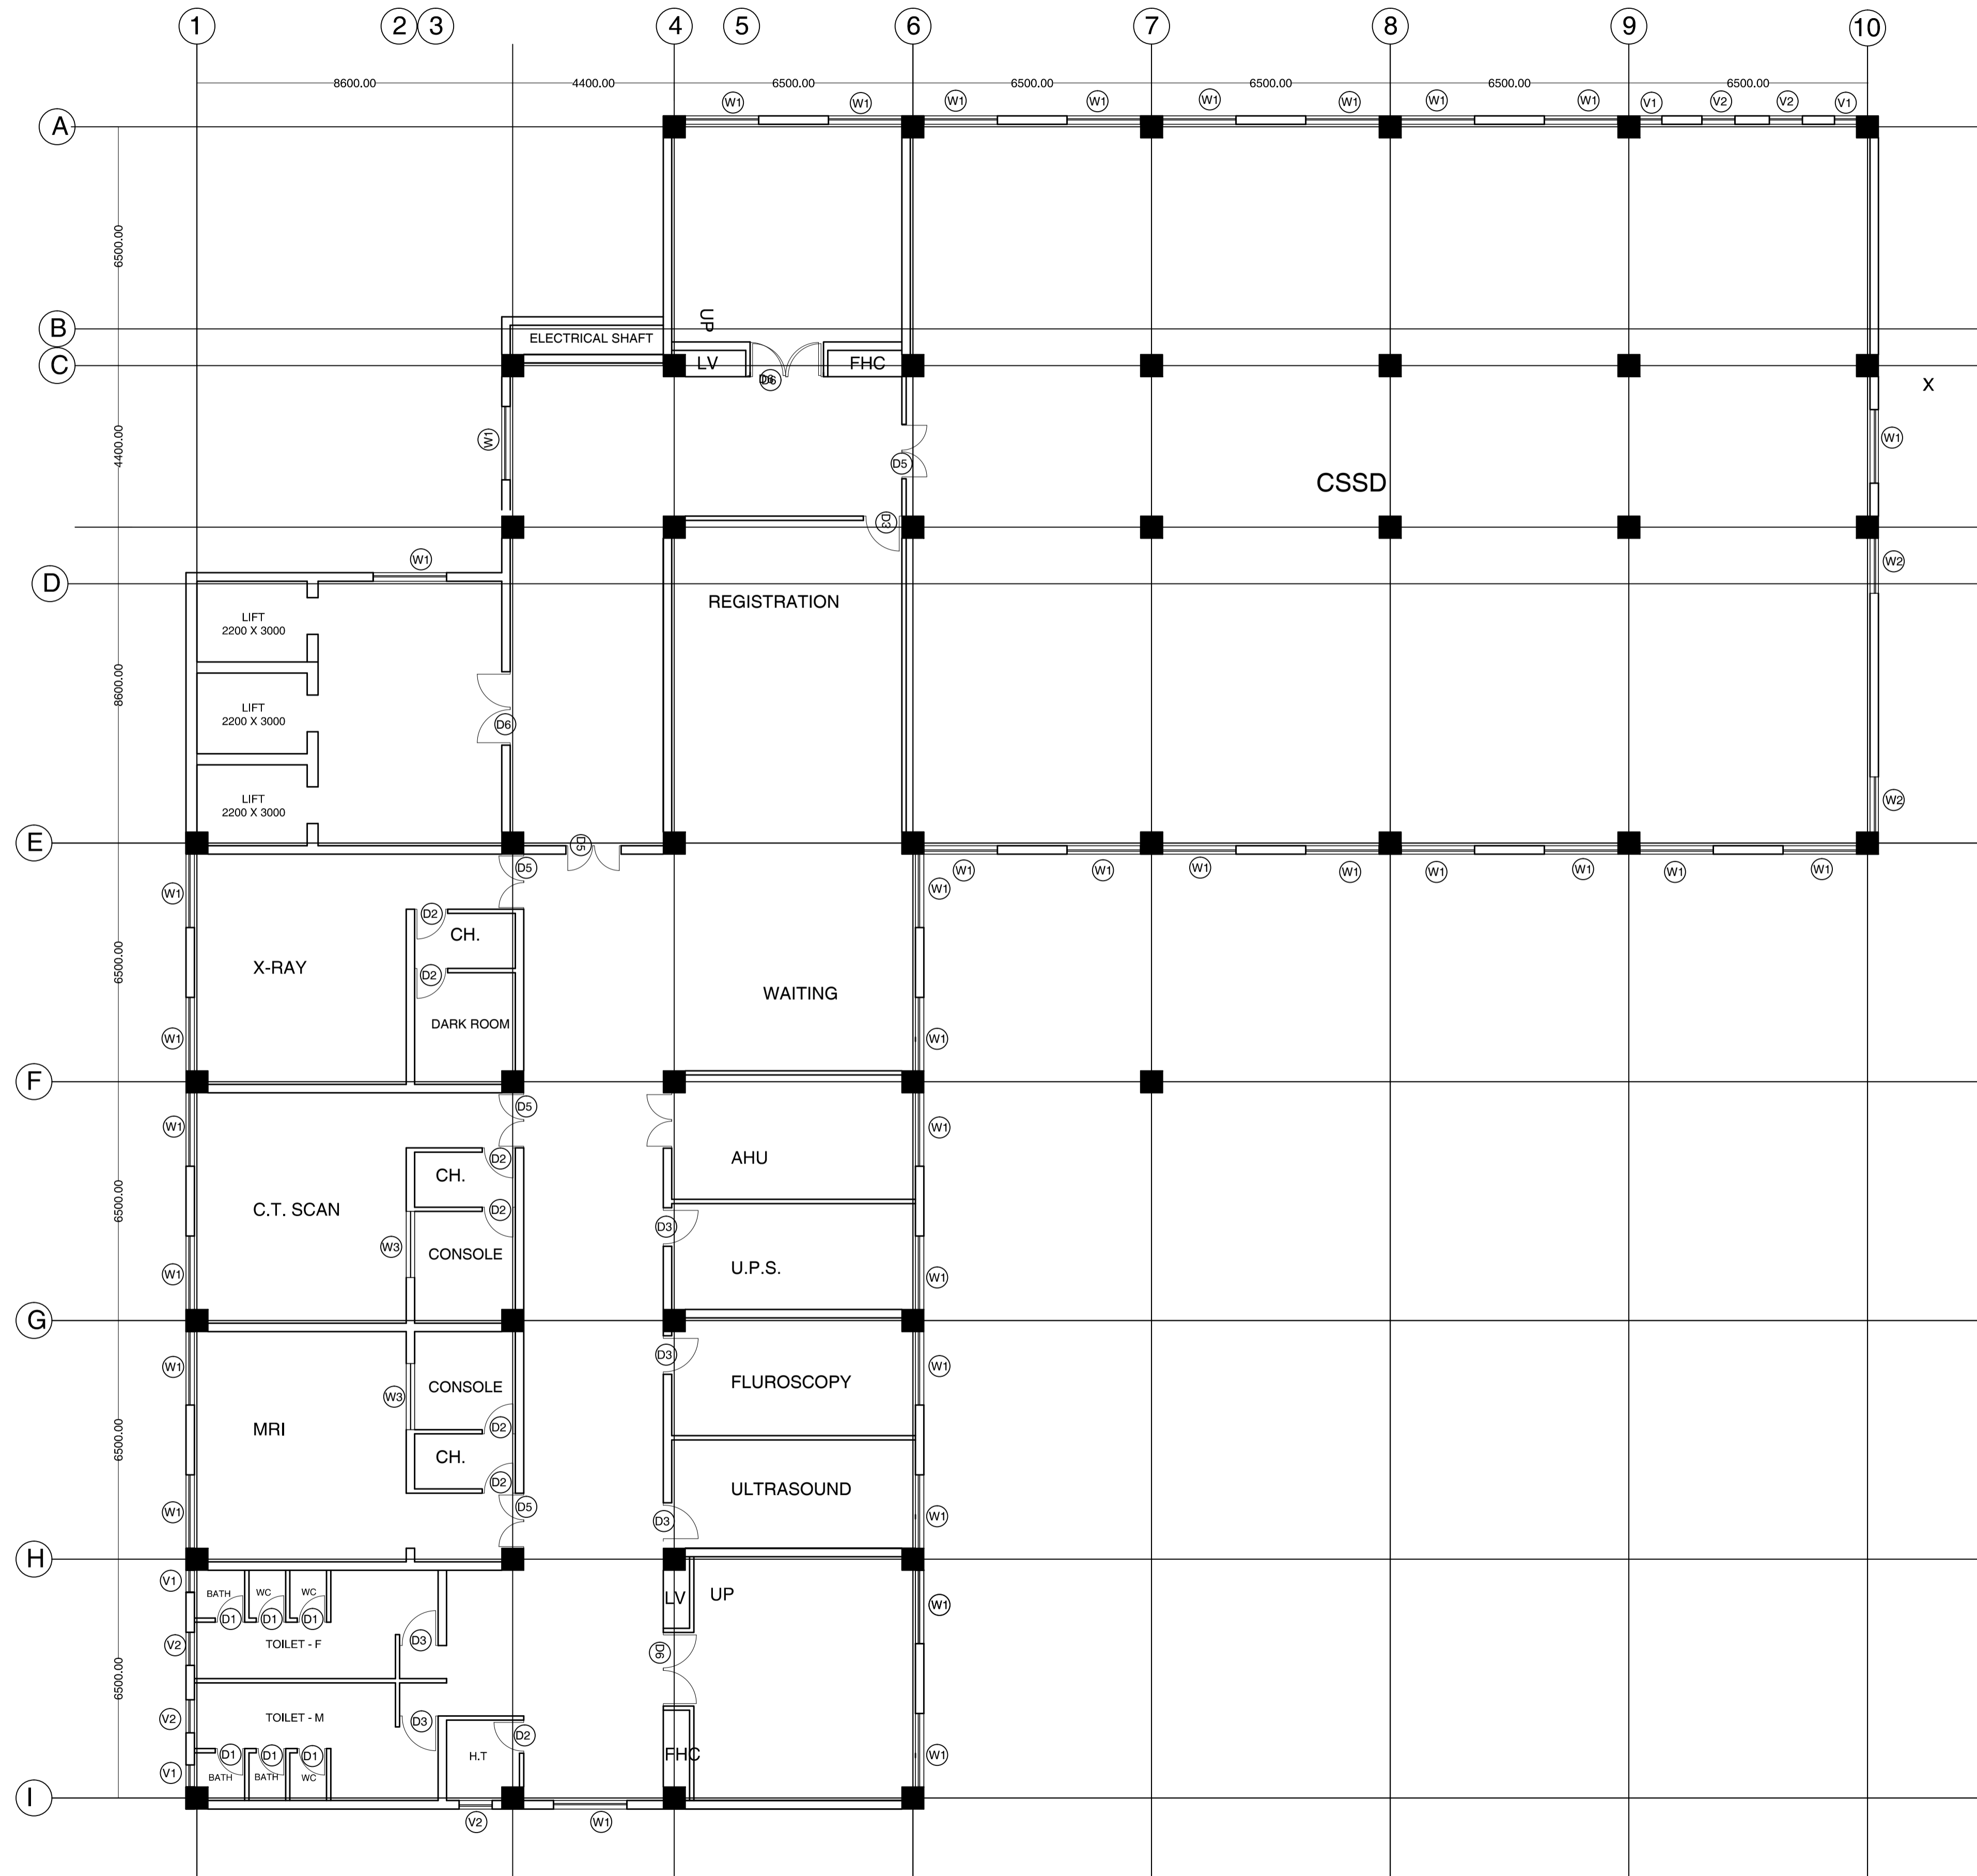 1 2 3 4 5 6 7 8 9 10
8600.00 4400.00 6500.00 6500.00 6500.00 6500.00 6500.00
W1 W1 W1 W1 W1 W1 W1 W1 V1 V2 V2 V1
A
6500.00
UP
B
ELECTRICAL SHAFT
C
LV FHC
D6 D6
X
4400.00
W1 D5 W1
CSSD
D3
W1 W2
D
REGISTRATION
LIFT
2200 X 3000
8600.00
LIFT
2200 X 3000
D6
LIFT
2200 X 3000
W2
E
D5
D5 W1 W1 W1 W1 W1 W1 W1 W1
W1 W1
D2
CH.
6500.00
X-RAY
D2
WAITING
DARK ROOM
W1 W1
F
D5
W1 W1
D2
AHU
CH.
6500.00
C.T. SCAN
D2
D3
W3
CONSOLE
U.P.S.
W1 W1
G
D3
W1 W1
CONSOLE
FLUROSCOPY
W3
MRI
D2
6500.00
CH.
D2
ULTRASOUND
D5
W1 D3 W1
H
V1
BATH WC WC
LV UP
W1
D1 D1 D1
V2
TOILET - F
D3
D6
6500.00
V2
TOILET - M
D3
D2
D1 D1 D1
H.T
FHC
W1
V1
BATH BATH WC
I
V2 W1